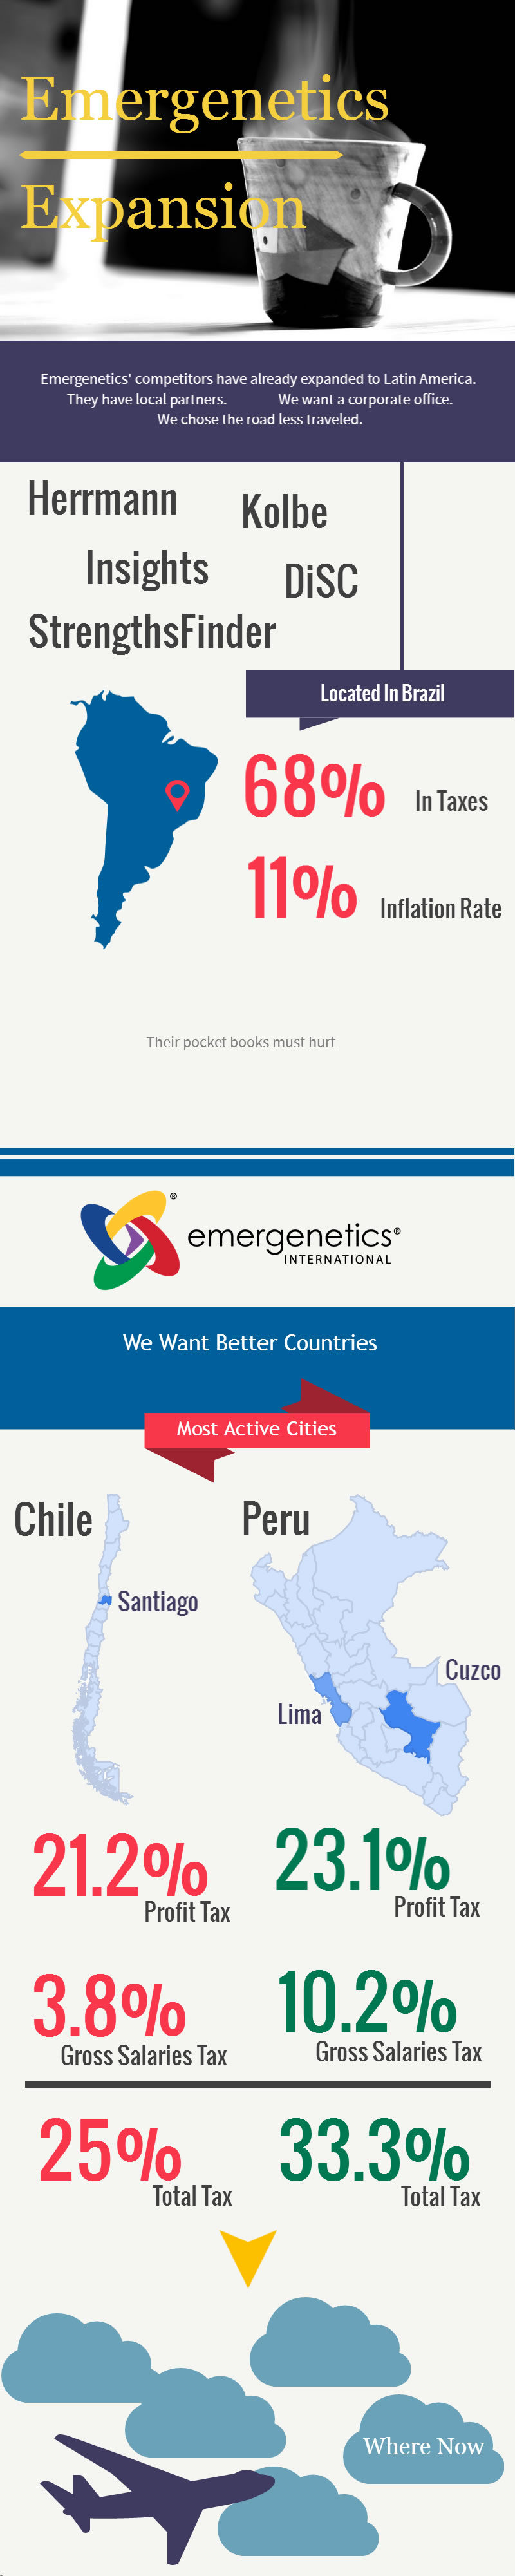 Emergenetics
Expansion
Emergenetics' competitors have already expanded to Latin America.
They have local partners. We want a corporate office.
We chose the road less traveled.
Herrmann
Kolbe
Insights
DiSC
StrengthsFinder
Located In Brazil
68% In Taxes
11% Inflation Rate
Their pocket books must hurt
emergenetics®
INTERNATIONAL
®
We Want Better Countries
Most Active Cities
Chile
Peru
Santiago
Cuzco
Lima
21.2%
Profit Tax
23.1%
Profit Tax
3.8%
Gross Salaries Tax
10.2%
Gross Salaries Tax
25%
Total Tax
33.3%
Total Tax
Where Now